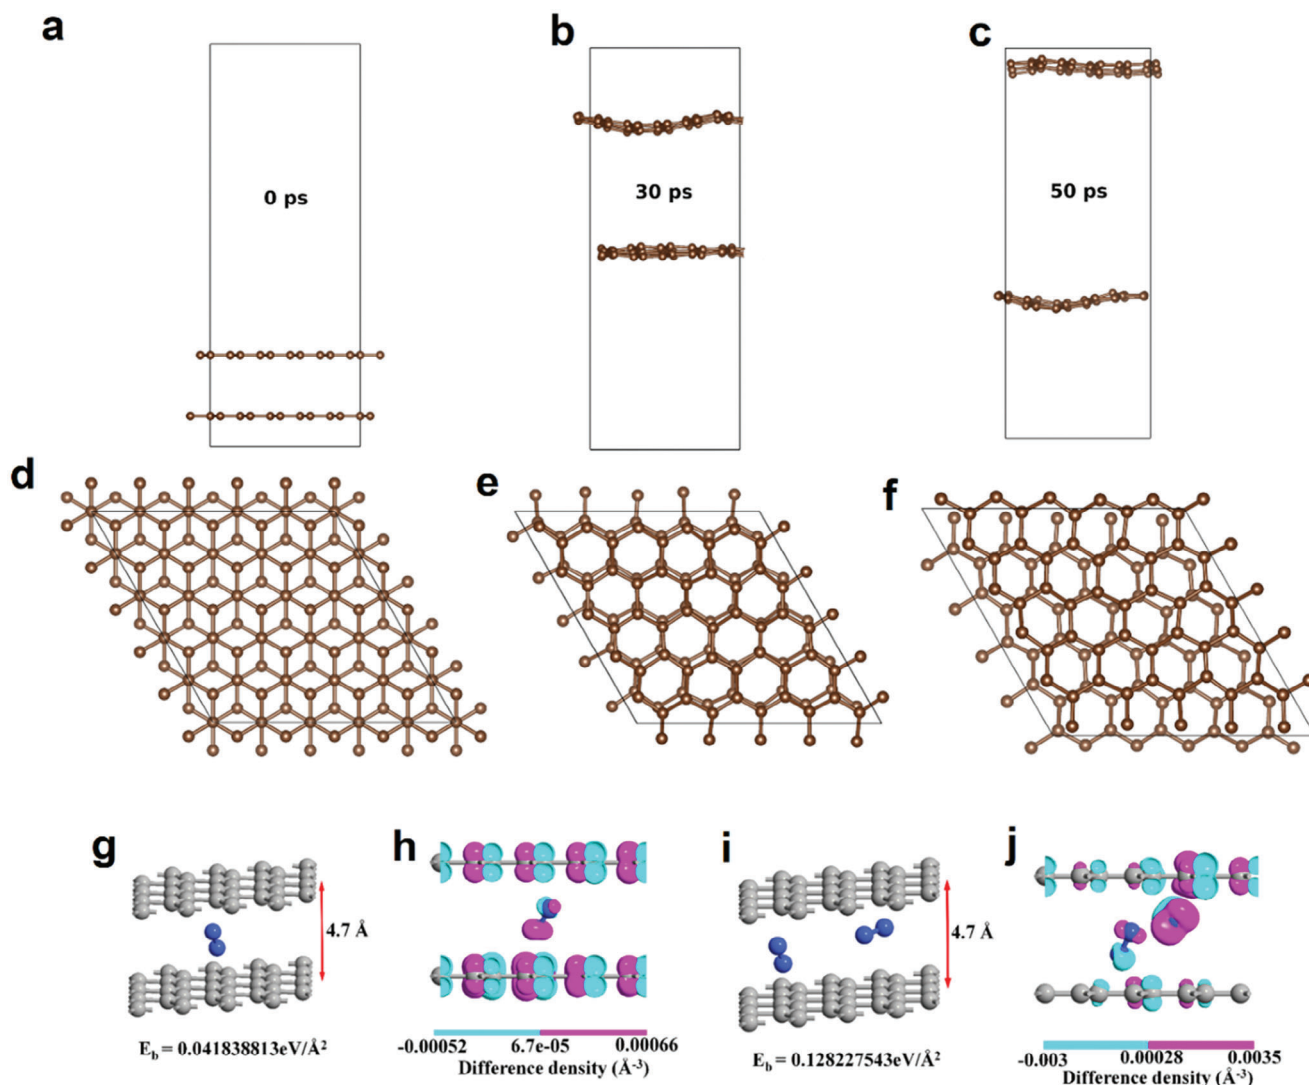 a
b
c
0 ps
30 ps
50 ps
d
e
f
g
h
i
j
4.7 Å
4.7 Å
E_b = 0.041838813eV/Å²
-0.00052 6.7e-05 0.00066
Difference density (Å⁻³)
E_b = 0.128227543eV/Å²
-0.003 0.00028 0.0035
Difference density (Å⁻³)